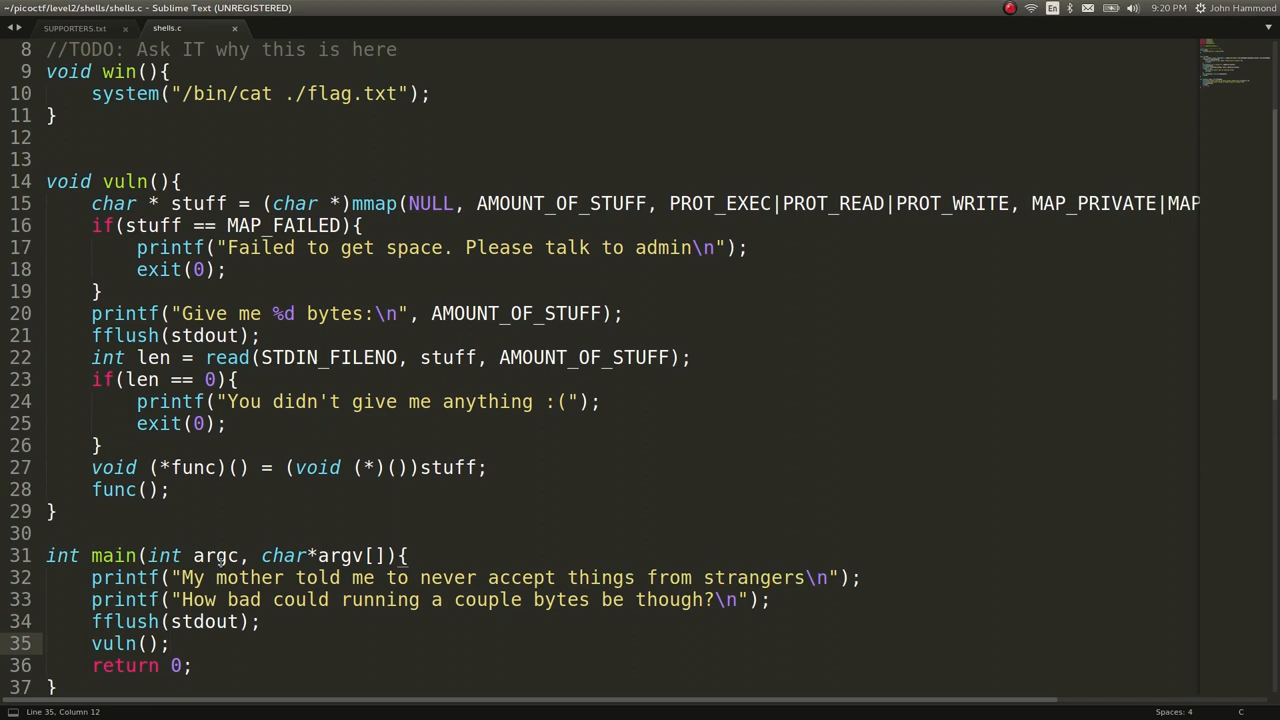 ~/picoctf/level2/shells/shells.c - Sublime Text (UNREGISTERED)
En
9:20 PM
John Hammond
SUPPORTERS.txt
shells.c
8 //TODO: Ask IT why this is here
9 void win(){
10 system("/bin/cat ./flag.txt");
11 }
12
13
14 void vuln(){
15 char * stuff = (char *)mmap(NULL, AMOUNT_OF_STUFF, PROT_EXEC|PROT_READ|PROT_WRITE, MAP_PRIVATE|MAP
16 if(stuff == MAP_FAILED){
17 printf("Failed to get space. Please talk to admin\n");
18 exit(0);
19 }
20 printf("Give me %d bytes:\n", AMOUNT_OF_STUFF);
21 fflush(stdout);
22 int len = read(STDIN_FILENO, stuff, AMOUNT_OF_STUFF);
23 if(len == 0){
24 printf("You didn't give me anything :(");
25 exit(0);
26 }
27 void (*func)() = (void (*)())stuff;
28 func();
29 }
30
31 int main(int argc, char*argv[]){
32 printf("My mother told me to never accept things from strangers\n");
33 printf("How bad could running a couple bytes be though?\n");
34 fflush(stdout);
35 vuln();
36 return 0;
37 }
Line 35, Column 12
Spaces: 4
C